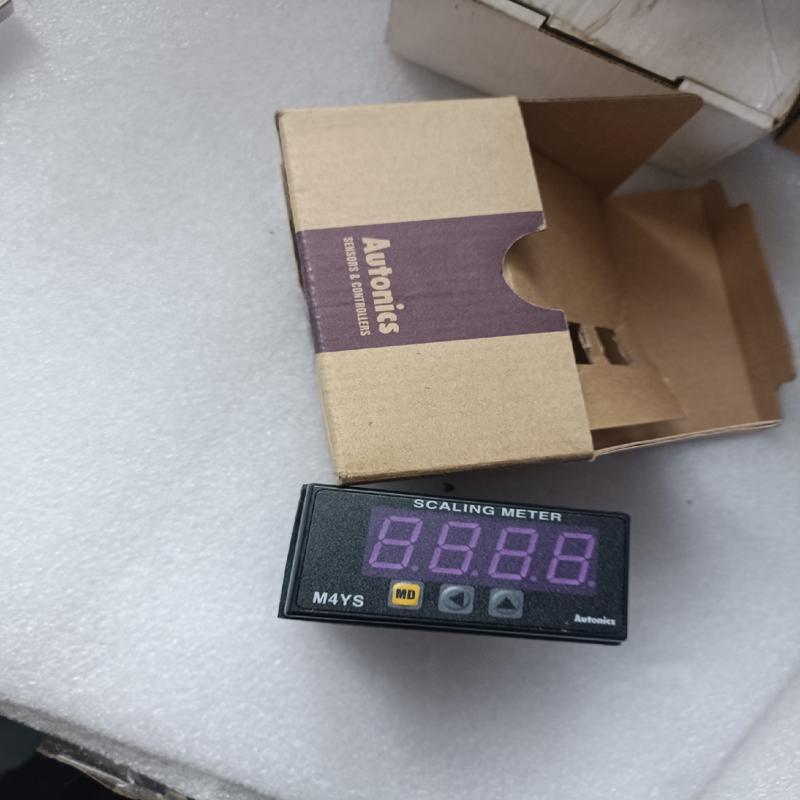 Autonics
SENSORS & CONTROLLERS
SCALING METER
8.8.8.8.
M4YS
MD
Autonics